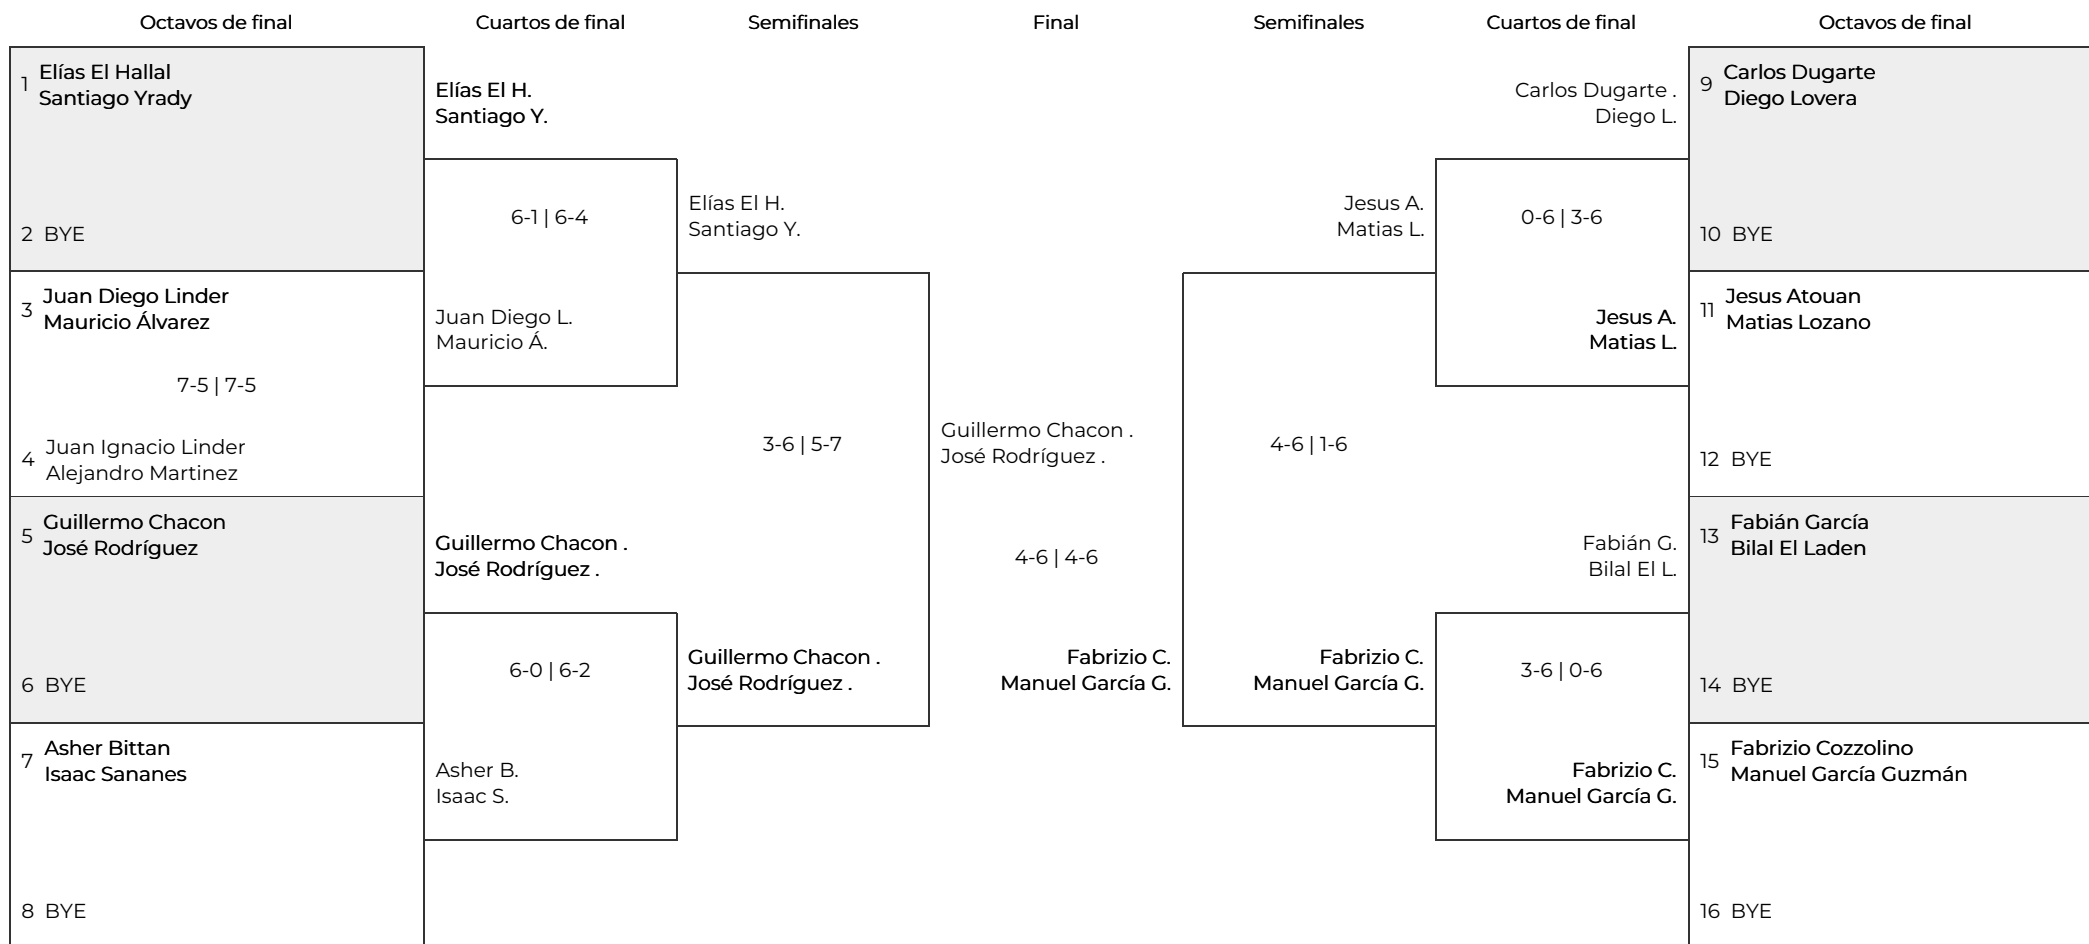 Octavos de final
Cuartos de final
Semifinales
Final
Semifinales
Cuartos de final
Octavos de final
1
Elías El Hallal
Santiago Yrady
2 BYE
3
Juan Diego Linder
Mauricio Álvarez
7-5 | 7-5
4
Juan Ignacio Linder
Alejandro Martinez
5
Guillermo Chacon
José Rodríguez
6 BYE
7
Asher Bittan
Isaac Sananes
8 BYE
Elías El H.
Santiago Y.
6-1 | 6-4
Juan Diego L.
Mauricio Á.
Guillermo Chacon .
José Rodríguez .
6-0 | 6-2
Asher B.
Isaac S.
Elías El H.
Santiago Y.
3-6 | 5-7
Guillermo Chacon .
José Rodríguez .
Guillermo Chacon .
José Rodríguez .
4-6 | 4-6
Fabrizio C.
Manuel García G.
Jesus A.
Matias L.
4-6 | 1-6
Fabrizio C.
Manuel García G.
Carlos Dugarte .
Diego L.
0-6 | 3-6
Jesus A.
Matias L.
Fabián G.
Bilal El L.
3-6 | 0-6
Fabrizio C.
Manuel García G.
9
Carlos Dugarte
Diego Lovera
10 BYE
11
Jesus Atouan
Matias Lozano
12 BYE
13
Fabián García
Bilal El Laden
14 BYE
15
Fabrizio Cozzolino
Manuel García Guzmán
16 BYE